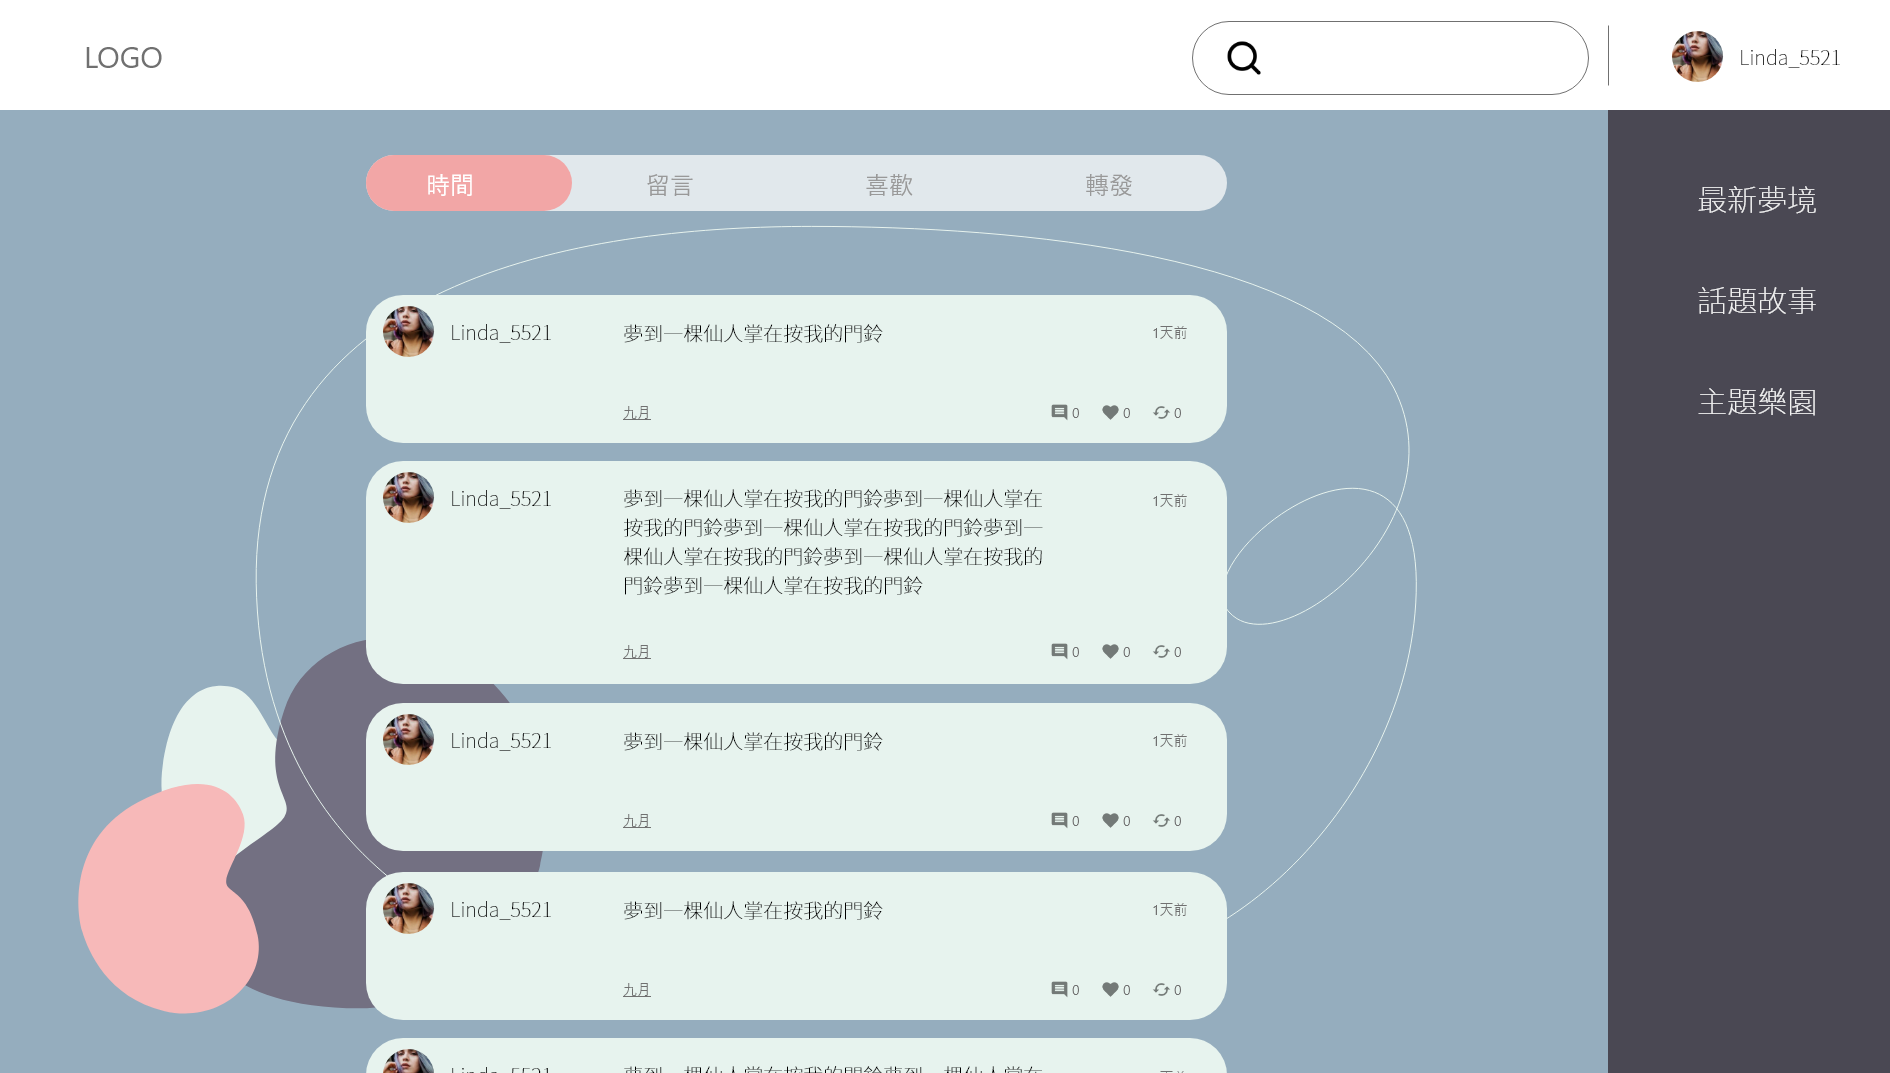 LOGO
Linda_5521
時間
留言
喜歡
轉發
最新夢境
話題故事
主題樂園
Linda_5521
夢到一棵仙人掌在按我的門鈴
1天前
九月
0
0
0
Linda_5521
夢到一棵仙人掌在按我的門鈴夢到一棵仙人掌在
按我的門鈴夢到一棵仙人掌在按我的門鈴夢到一
棵仙人掌在按我的門鈴夢到一棵仙人掌在按我的
門鈴夢到一棵仙人掌在按我的門鈴
1天前
九月
0
0
0
Linda_5521
夢到一棵仙人掌在按我的門鈴
1天前
九月
0
0
0
Linda_5521
夢到一棵仙人掌在按我的門鈴
1天前
九月
0
0
0